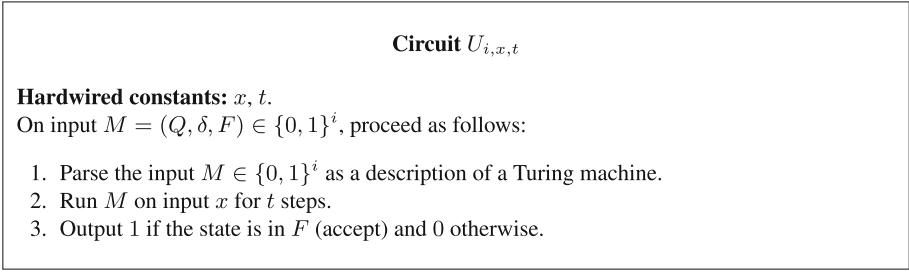 Circuit U_{i,x,t}
Hardwired constants: x, t.
On input M = (Q, δ, F) ∈ {0, 1}^i, proceed as follows:
1. Parse the input M ∈ {0, 1}^i as a description of a Turing machine.
2. Run M on input x for t steps.
3. Output 1 if the state is in F (accept) and 0 otherwise.